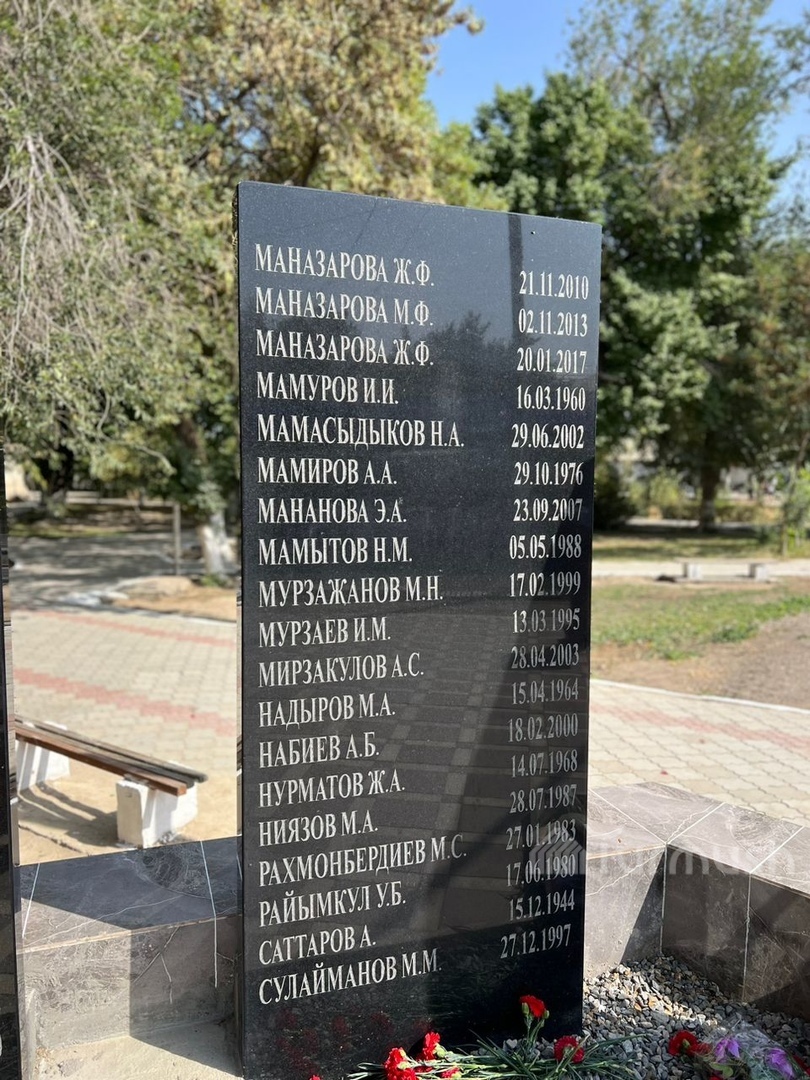 МАНАЗАРОВА Ж.Ф. 21.11.2010
МАНАЗАРОВА М.Ф. 02.11.2013
МАНАЗАРОВА Ж.Ф. 20.01.2017
МАМУРОВ И.И. 16.03.1960
МАМАСЫДЫКОВ Н.А. 29.06.2002
МАМИРОВ А.А. 29.10.1976
МАНАНОВА Э.А. 23.09.2007
МАМЫТОВ Н.М. 05.05.1988
МУРЗАЖАНОВ М.Н. 17.02.1999
МУРЗАЕВ И.М. 13.03.1995
МИРЗАКУЛОВ А.С. 28.04.2003
НАДЫРОВ М.А. 15.04.1964
НАБИЕВ А.Б. 18.02.2000
НУРМАТОВ Ж.А. 14.07.1968
НИЯЗОВ М.А. 28.07.1987
РАХМОНБЕРДИЕВ М.С. 27.01.1983
РАЙЫМКУЛ У.Б. 17.06.1980
САТТАРОВ А. 15.12.1944
СУЛАЙМАНОВ М.М. 27.12.1997
Turmush